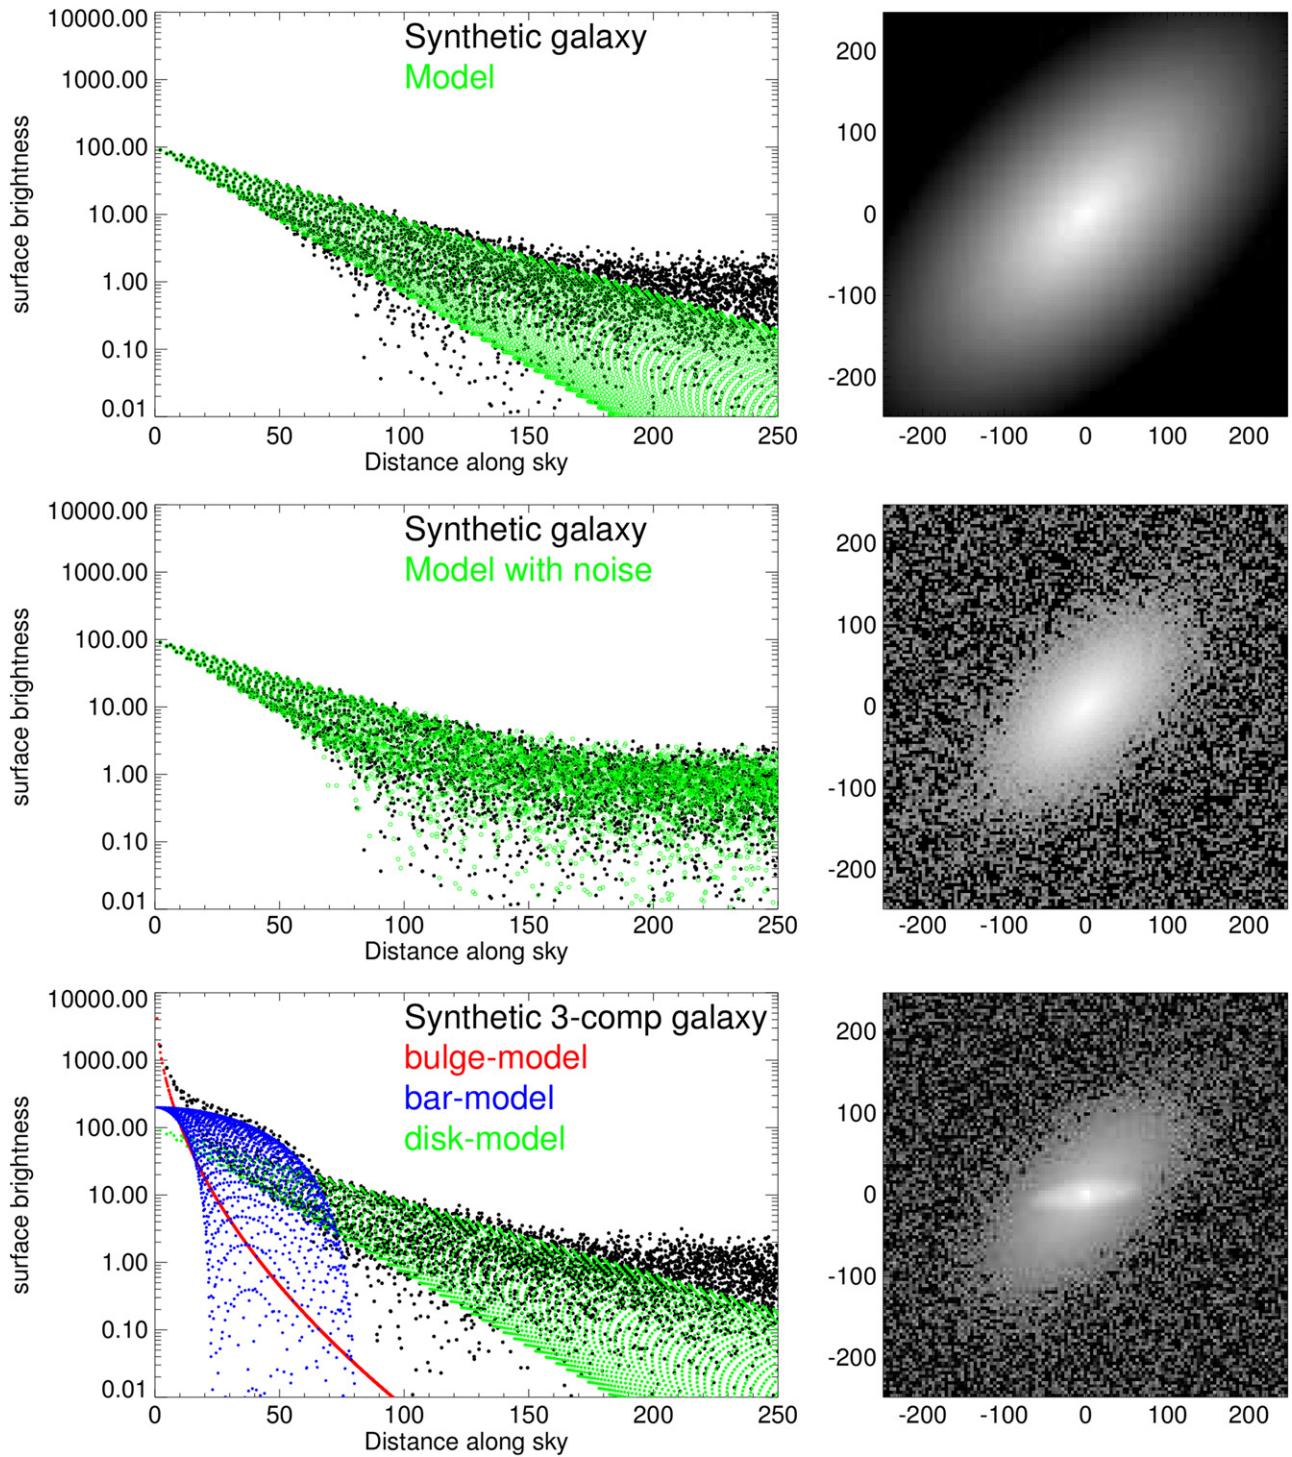 10000.00
1000.00
100.00
10.00
1.00
0.10
0.01
surface brightness
Synthetic galaxy
Model
0 50 100 150 200 250
Distance along sky
200
100
0
-100
-200
-200 -100 0 100 200
10000.00
1000.00
100.00
10.00
1.00
0.10
0.01
surface brightness
Synthetic galaxy
Model with noise
0 50 100 150 200 250
Distance along sky
200
100
0
-100
-200
-200 -100 0 100 200
10000.00
1000.00
100.00
10.00
1.00
0.10
0.01
surface brightness
Synthetic 3-comp galaxy
bulge-model
bar-model
disk-model
0 50 100 150 200 250
Distance along sky
200
100
0
-100
-200
-200 -100 0 100 200